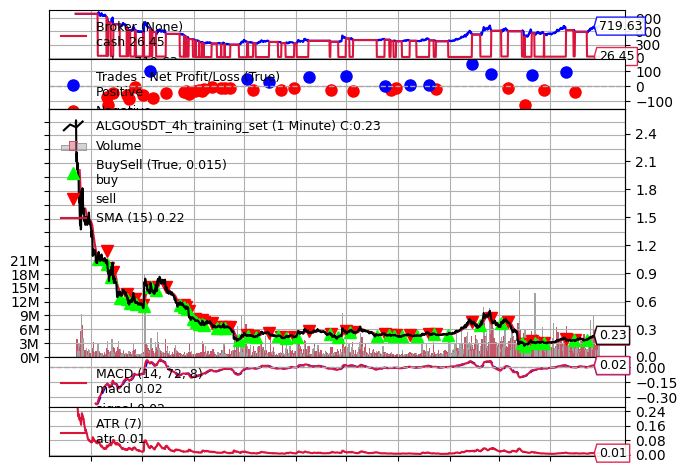 Broker (None)
cash 26.45
900
719.63
300
26.45
Trades - Net Profit/Loss (True)
Positive
100
0
−100
ALGOUSDT_4h_training_set (1 Minute) C:0.23
Volume
BuySell (True, 0.015)
buy
sell
SMA (15) 0.22
2.4
2.1
1.8
1.5
1.2
0.9
0.6
0.3
0.23
0.0
21M
18M
15M
12M
9M
6M
3M
0M
MACD (14, 72, 8)
macd 0.02
0.02
0.00
−0.15
−0.30
ATR (7)
atr 0.01
0.24
0.16
0.08
0.01
0.00